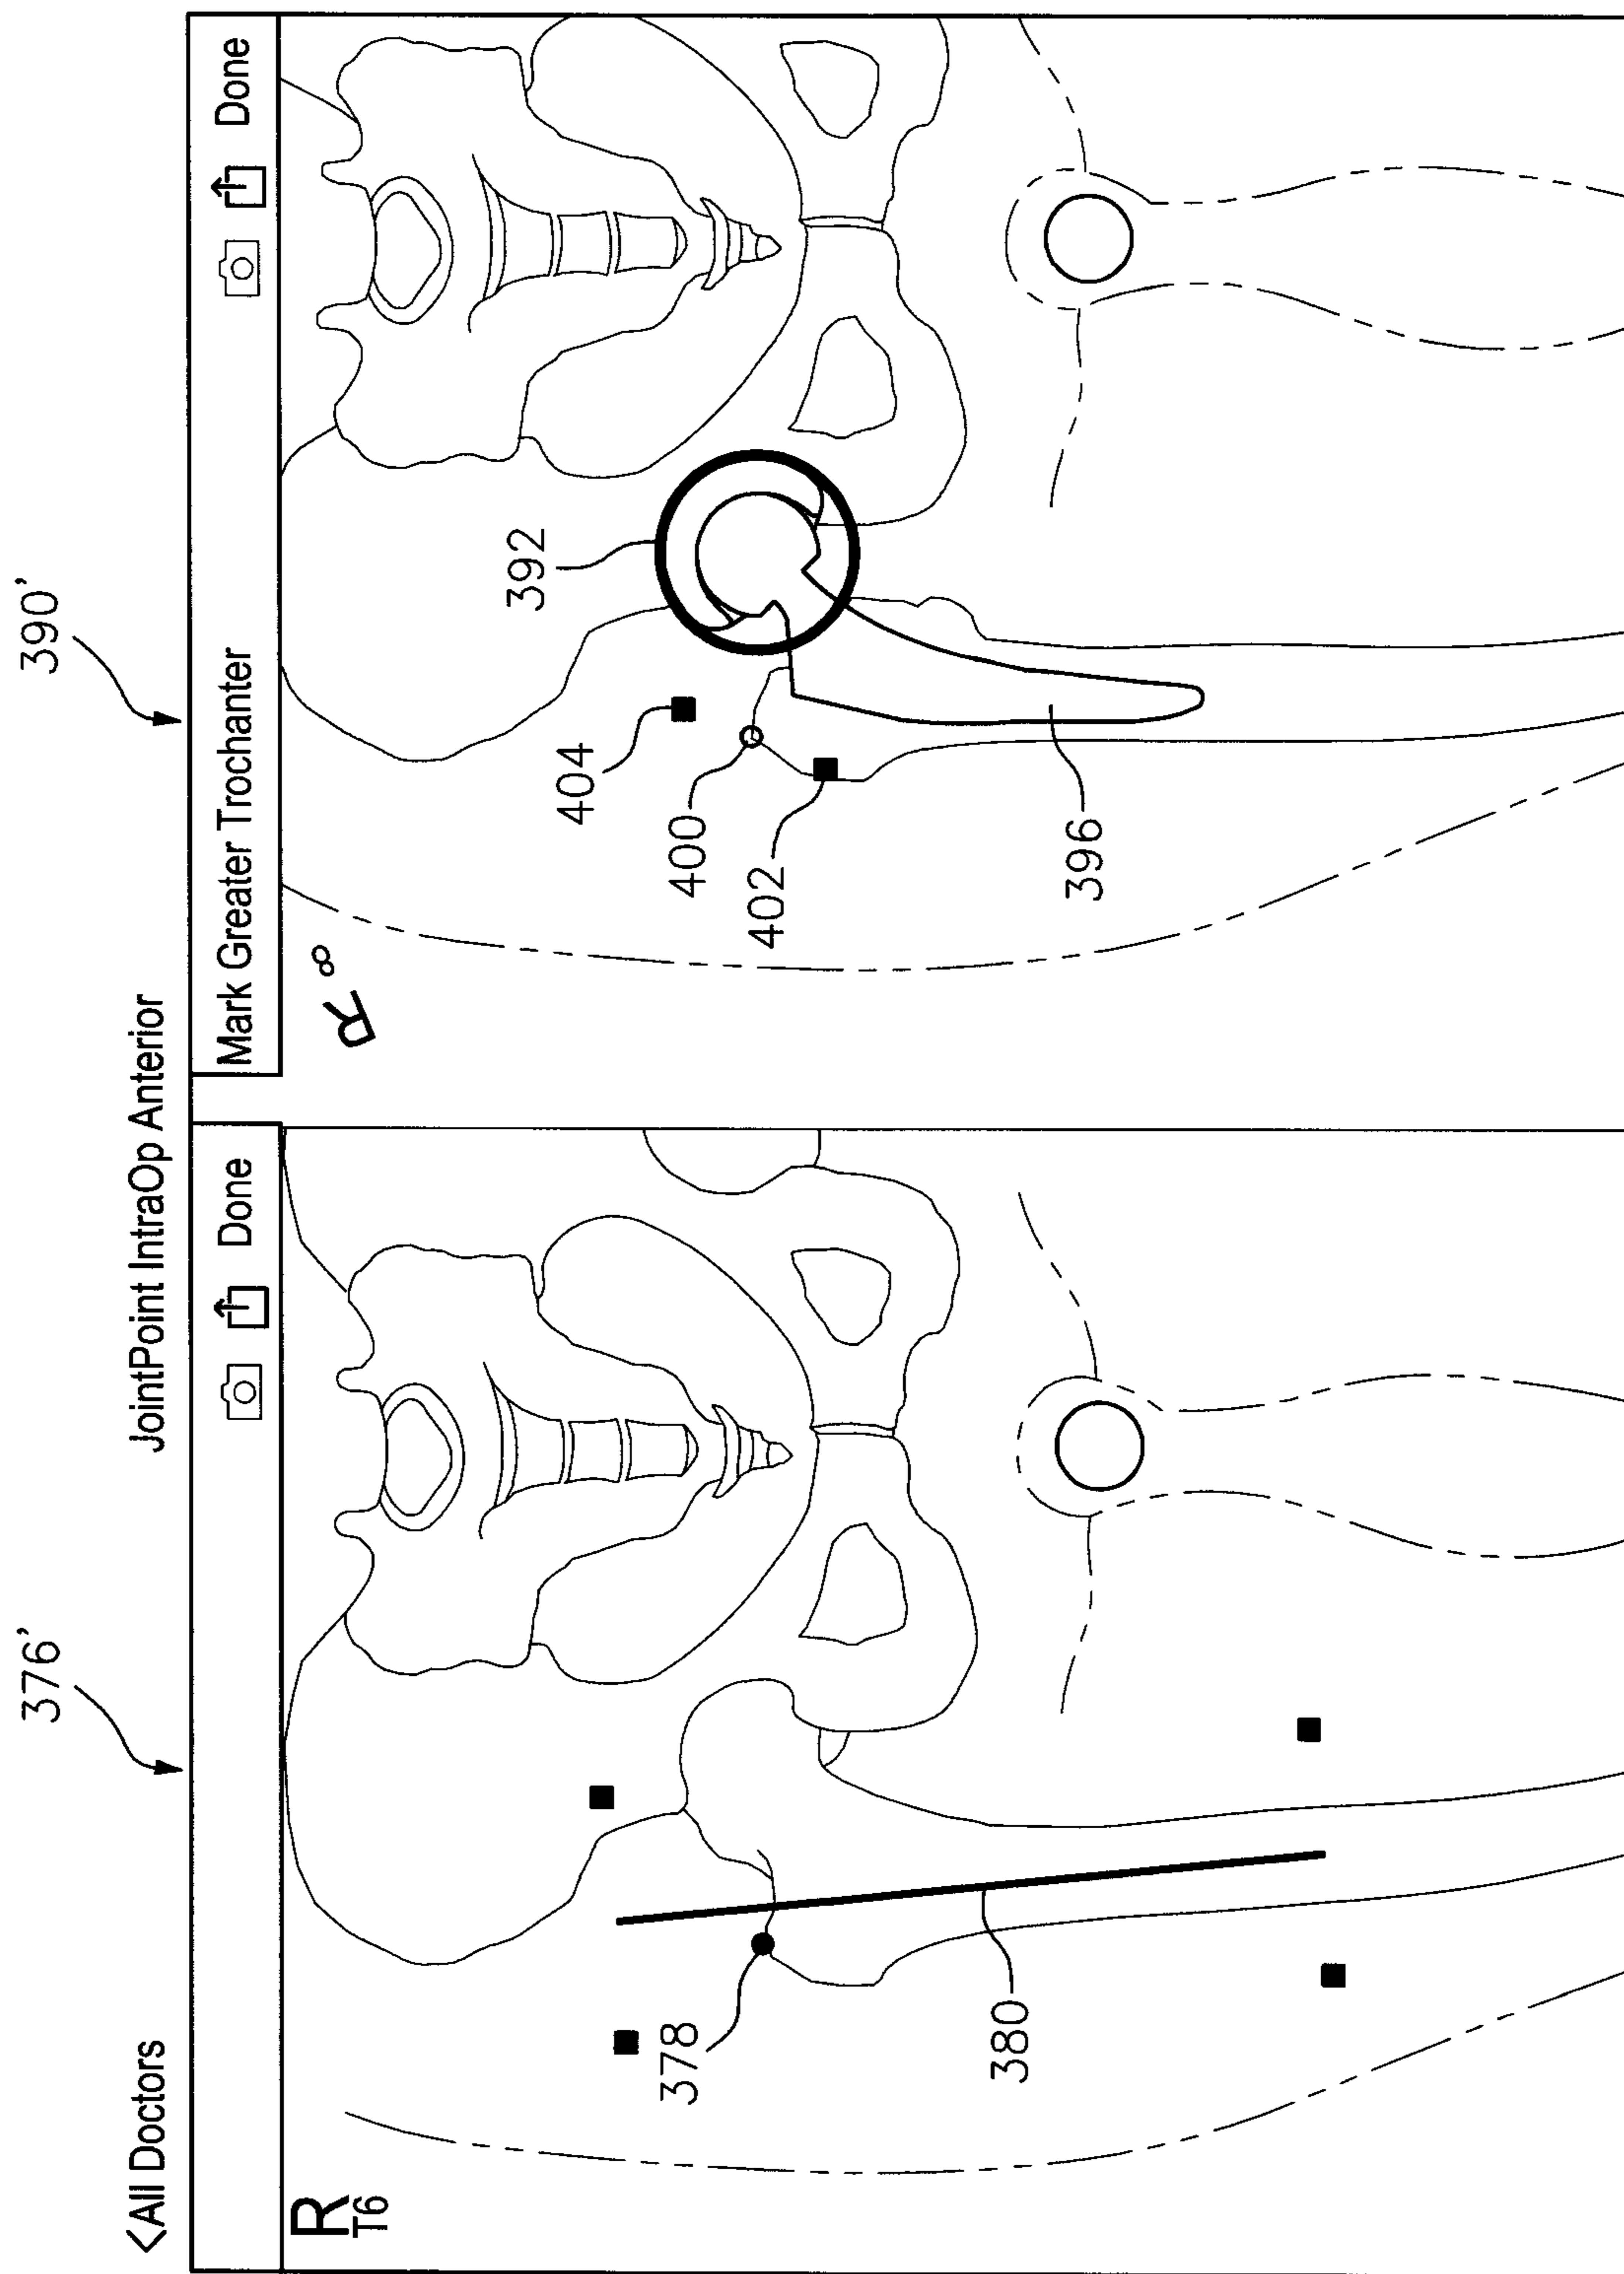 376'
390'
<All Doctors
JointPoint IntraOp Anterior
Done
Mark Greater Trochanter
Done
R
T6
R
8
392
404
400
402
396
378
380